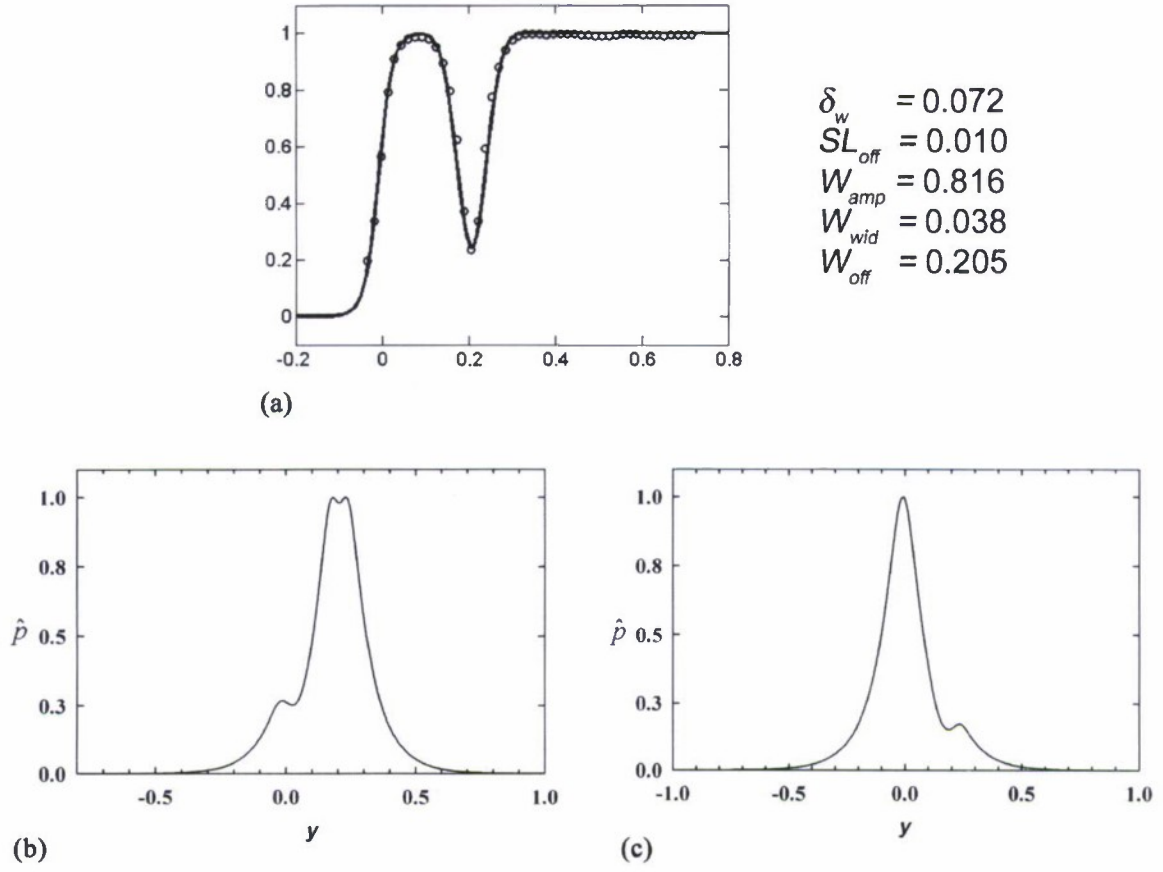 1
0.8
0.6
0.4
0.2
0
-0.2 0 0.2 0.4 0.6 0.8
(a)
δw = 0.072
SLoff = 0.010
Wamp = 0.816
Wwid = 0.038
Woff = 0.205
1.0
0.8
p̂ 0.5
0.3
0.0
-0.5 0.0 0.5 1.0
y
(b)
1.0
0.8
p̂ 0.5
0.3
0.0
-1.0 -0.5 0.0 0.5 1.0
y
(c)